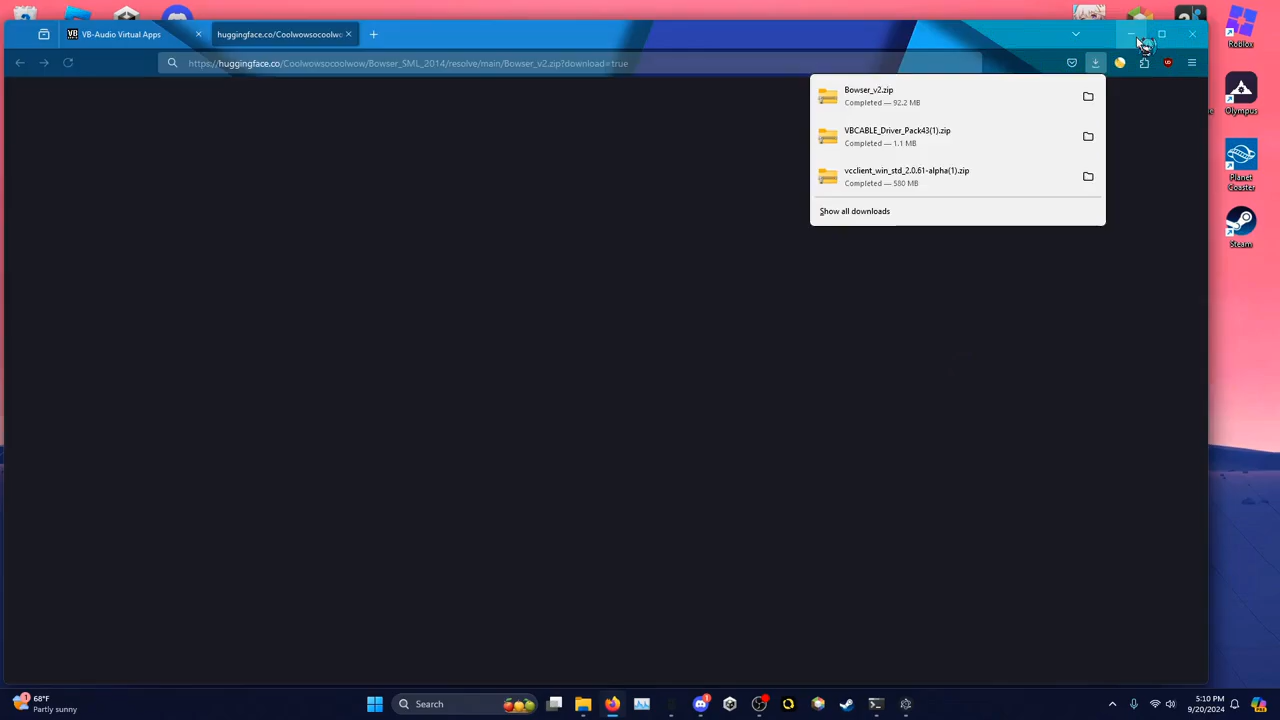 VB-Audio Virtual Apps
huggingface.co/Coolwowsocoolwo
https://huggingface.co/Coolwowsocoolwow/Bowser_SML_2014/resolve/main/Bowser_v2.zip?download=true
Bowser_v2.zip
Completed — 92.2 MB
VBCABLE_Driver_Pack43(1).zip
Completed — 1.1 MB
vcclient_win_std_2.0.61-alpha(1).zip
Completed — 580 MB
Show all downloads
Roblox
Olympus
Planet
Coaster
Steam
1
68°F
Partly sunny
Search
1
5:10 PM
9/20/2024